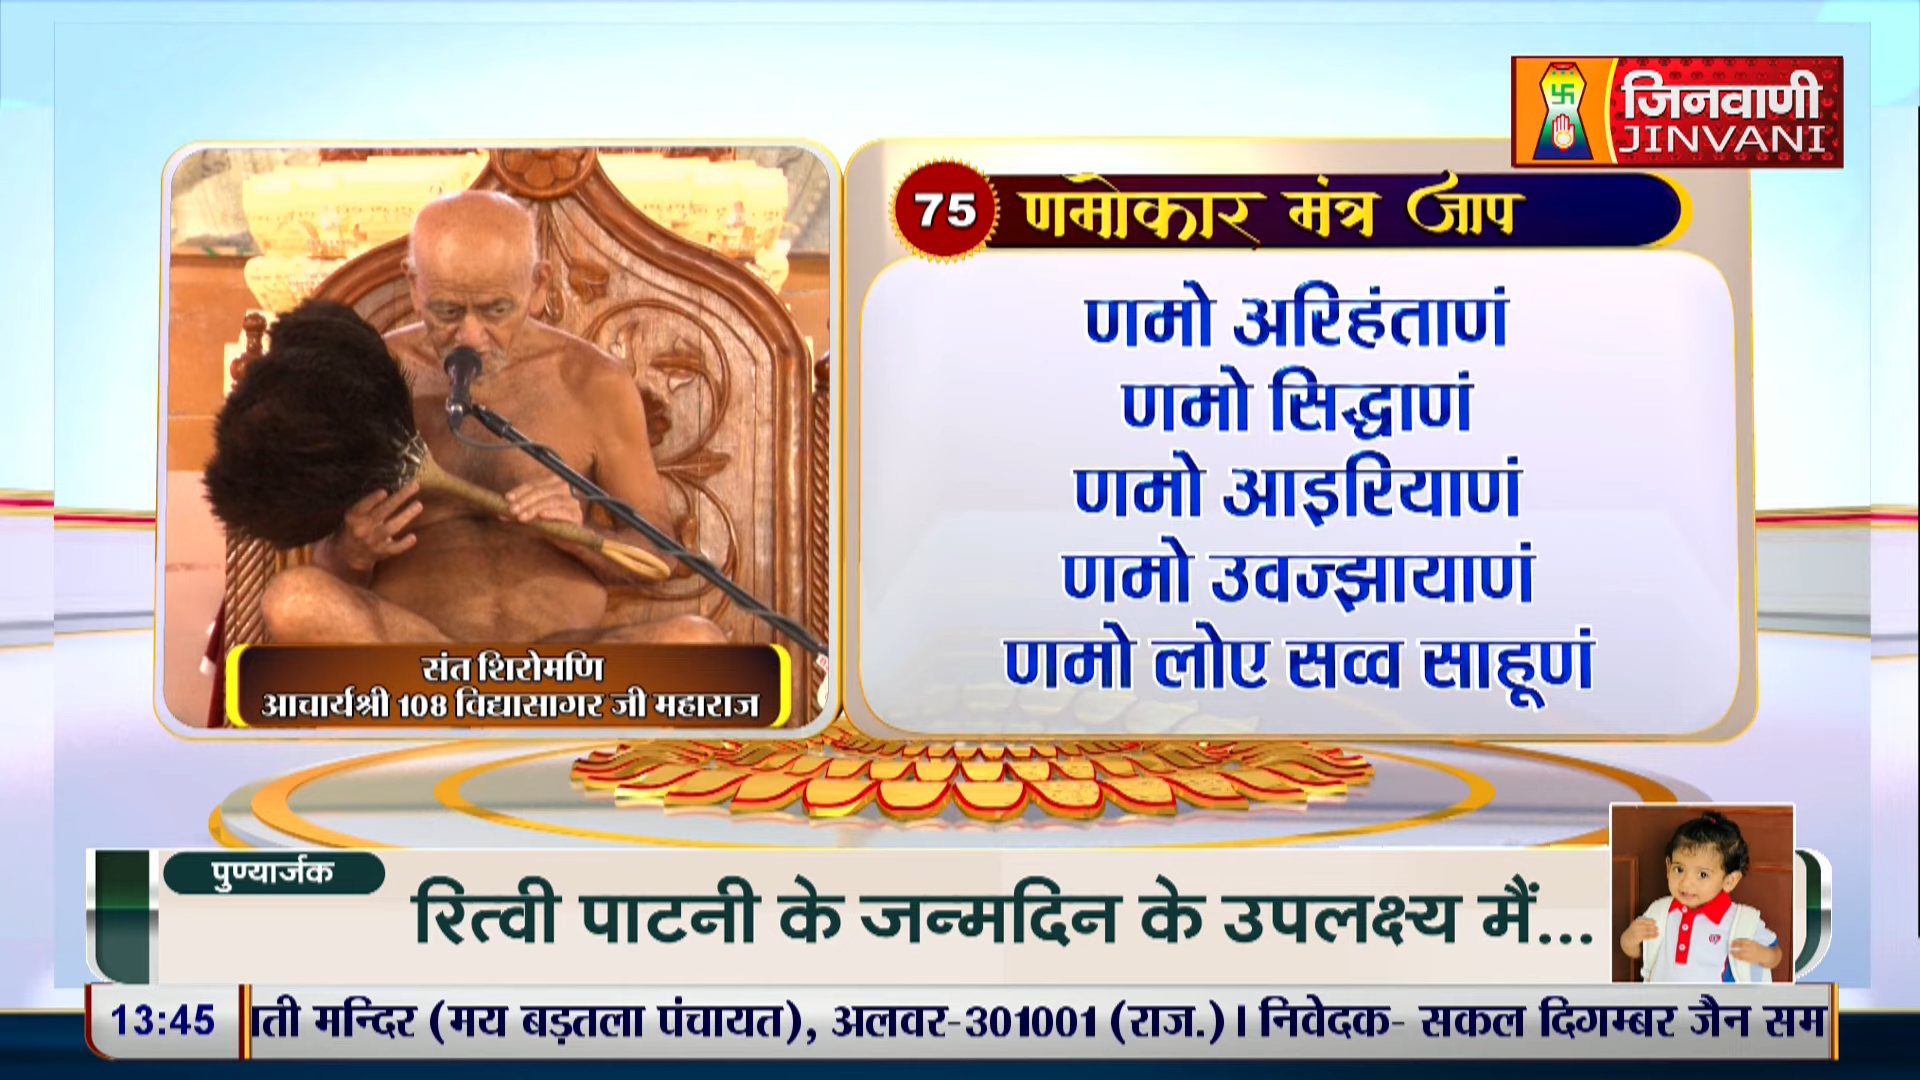 जिनवाणी
JINVANI
75 णमोकार मंत्र जाप
णमो अरिहंताणं
णमो सिद्धाणं
णमो आइरियाणं
णमो उवज्झायाणं
णमो लोए सव्व साहूणं
संत शिरोमणि
आचार्यश्री 108 विद्यासागर जी महाराज
पुण्यार्जक
रित्वी पाटनी के जन्मदिन के उपलक्ष्य मैं...
13:45 ती मन्दिर (मय बड़तला पंचायत), अलवर-301001 (राज.) । निवेदक- सकल दिगम्बर जैन सम